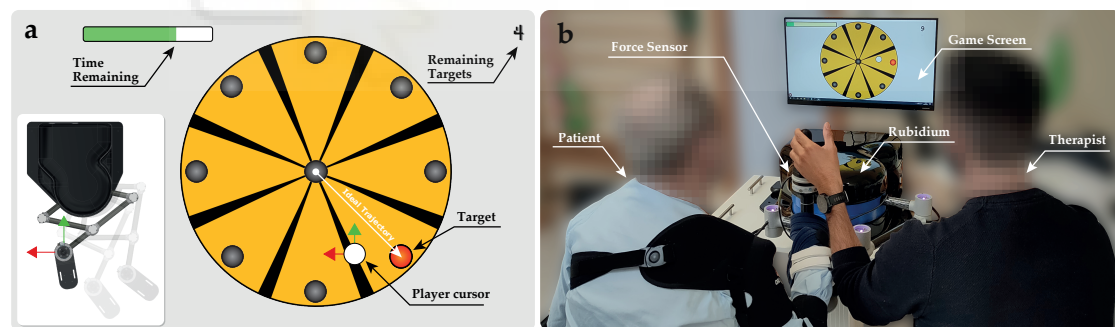 a
4
Time
Remaining
Remaining
Targets
Ideal Trajectory
Target
Player cursor
b
Force Sensor
Game Screen
9
Patient
Rubidium
Therapist